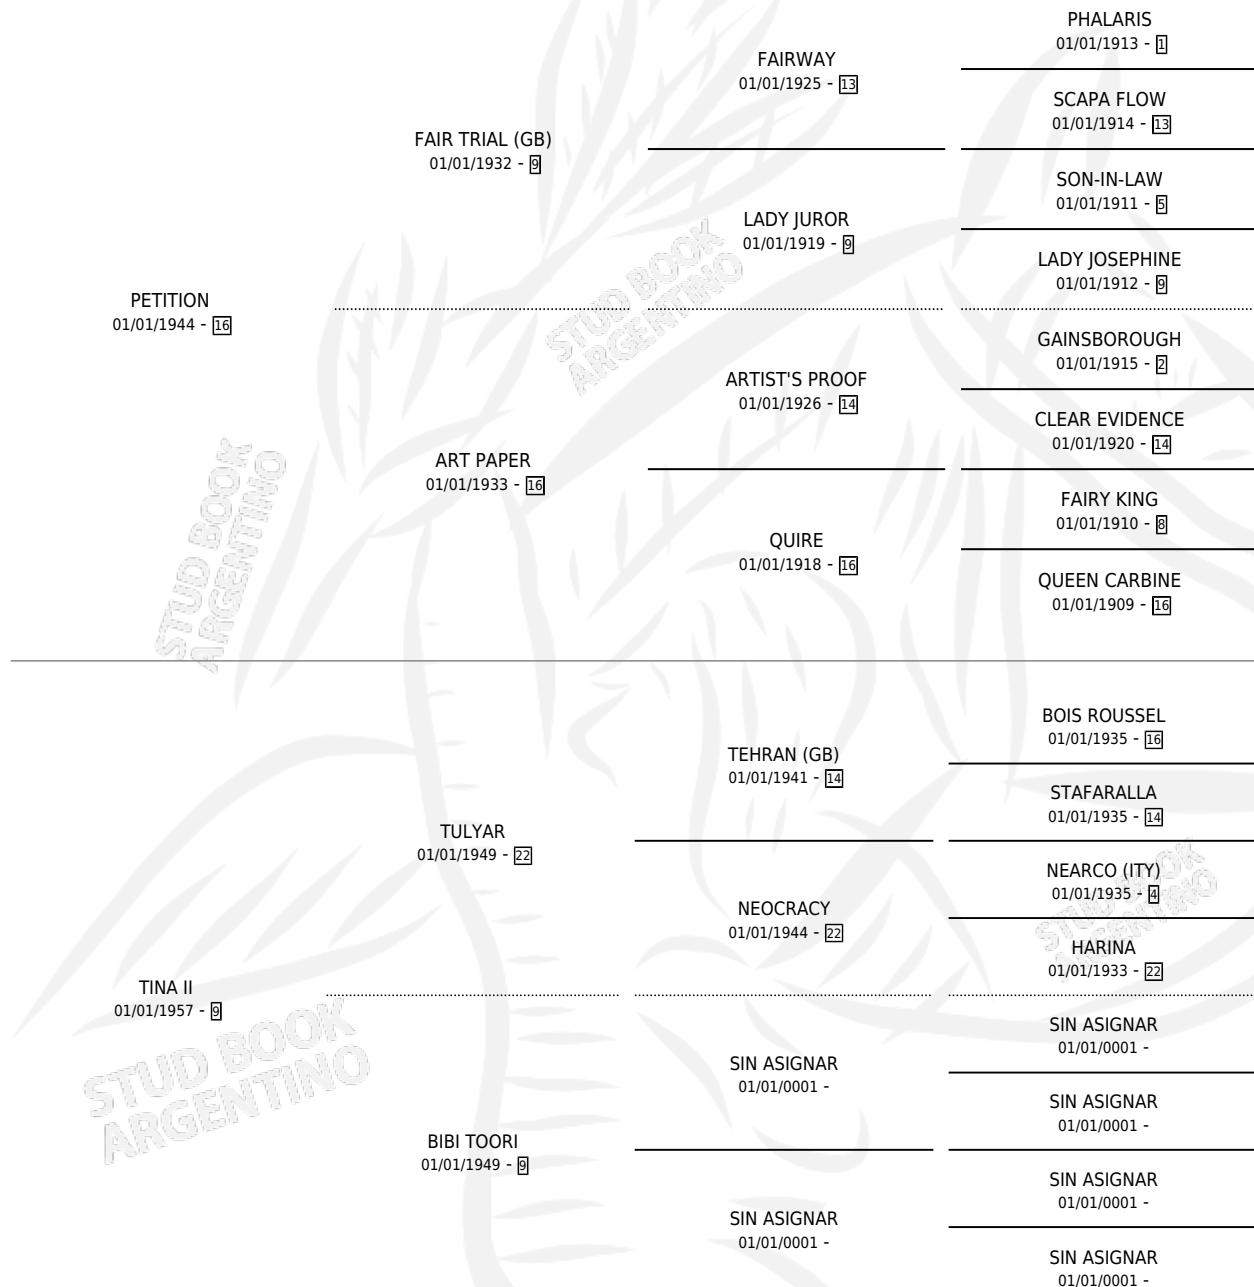 PHALARIS
01/01/1913 - 1
FAIRWAY
01/01/1925 - 13
SCAPA FLOW
01/01/1914 - 13
FAIR TRIAL (GB)
01/01/1932 - 9
SON-IN-LAW
01/01/1911 - 5
LADY JUROR
01/01/1919 - 9
LADY JOSEPHINE
01/01/1912 - 9
PETITION
01/01/1944 - 16
GAINSBOROUGH
01/01/1915 - 2
ARTIST'S PROOF
01/01/1926 - 14
CLEAR EVIDENCE
01/01/1920 - 14
ART PAPER
01/01/1933 - 16
FAIRY KING
01/01/1910 - 8
QUIRE
01/01/1918 - 16
QUEEN CARBINE
01/01/1909 - 16
BOIS ROUSSEL
01/01/1935 - 16
TEHRAN (GB)
01/01/1941 - 14
STAFARALLA
01/01/1935 - 14
TULYAR
01/01/1949 - 22
NEARCO (ITY)
01/01/1935 - 4
NEOCRACY
01/01/1944 - 22
HARINA
01/01/1933 - 22
TINA II
01/01/1957 - 9
SIN ASIGNAR
01/01/0001 -
SIN ASIGNAR
01/01/0001 -
SIN ASIGNAR
01/01/0001 -
BIBI TOORI
01/01/1949 - 9
SIN ASIGNAR
01/01/0001 -
SIN ASIGNAR
01/01/0001 -
SIN ASIGNAR
01/01/0001 -
STUD BOOK
ARGENTINO
STUD BOOK
ARGENTINO
STUD BOOK
ARGENTINO
STUD BOOK
ARGENTINO